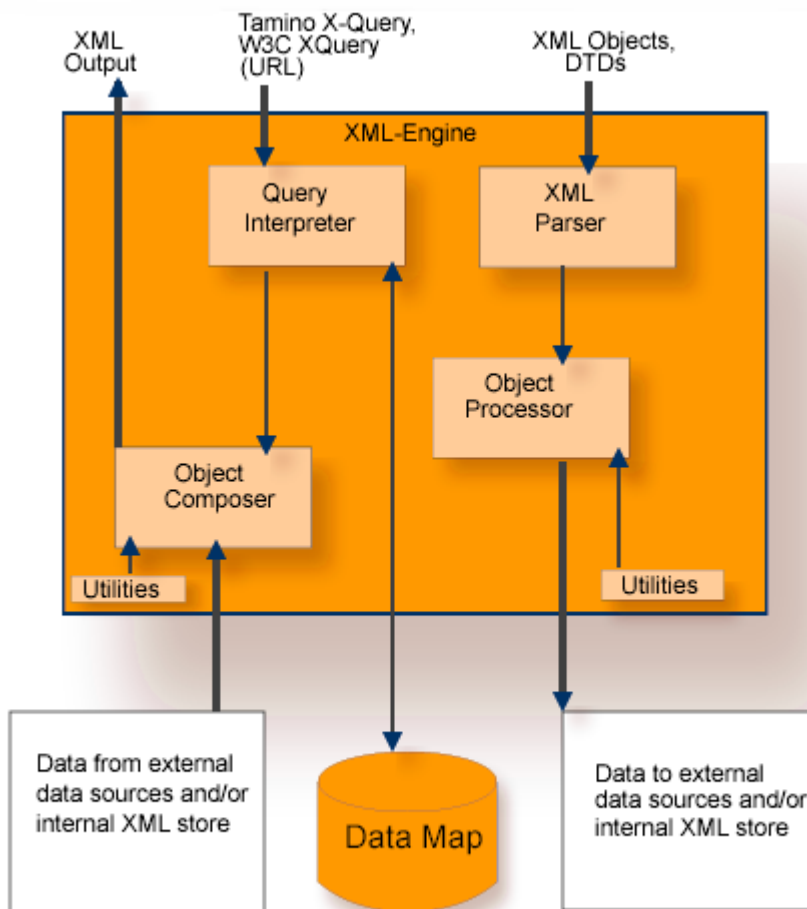 XML
Output
Tamino X-Query,
W3C XQuery
(URL)
XML Objects,
DTDs
XML-Engine
Query
Interpreter
XML
Parser
Object
Processor
Object
Composer
Utilities
Utilities
Data from external
data sources and/or
internal XML store
Data Map
Data to external
data sources and/or
internal XML store